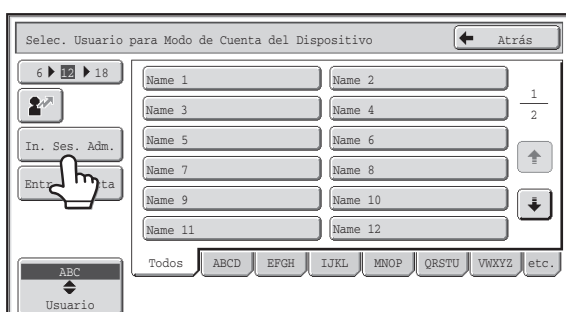 Selec. Usuario para Modo de Cuenta del Dispositivo
Atrás
6 12 18
In. Ses. Adm.
ABC
Usuario
Name 1 Name 2
Name 3 Name 4
Name 5 Name 6
Name 7 Name 8
Name 9 Name 10
Name 11 Name 12
1
2
Todos ABCD EFGH IJKL MNOP QRSTU VWXYZ etc.